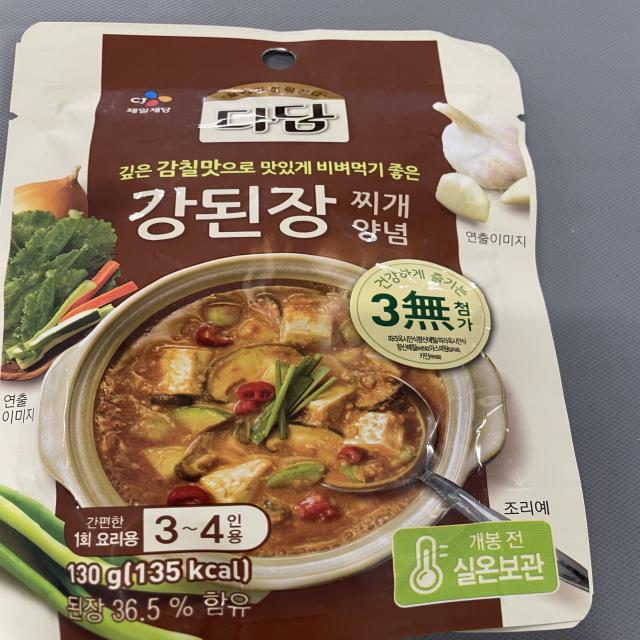 CJ
제일제당
다담
깊은 감칠맛으로 맛있게 비벼먹기 좋은
강된장 찌개
양념
연출이미지
건강하게 즐기는
3無 첨가
연출
이미지
조리예
간편한
1회 요리용
3~4 인용
130 g(135 kcal)
된장 36.5 % 함유
개봉 전
실온보관